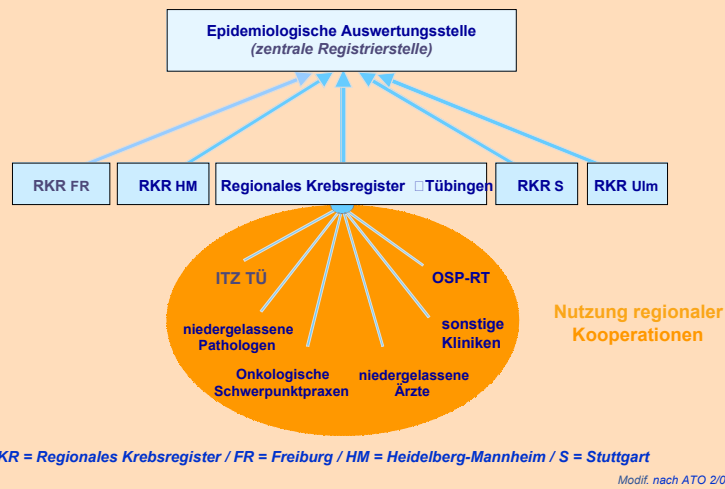 Epidemiologische Auswertungsstelle
(zentrale Registrierstelle)
RKR FR
RKR HM
Regionales Krebsregister □Tübingen
RKR S
RKR Ulm
ITZ TÜ
OSP-RT
niedergelassene
Pathologen
sonstige
Kliniken
Onkologische
Schwerpunktpraxen
niedergelassene
Ärzte
Nutzung regionaler
Kooperationen
KR = Regionales Krebsregister / FR = Freiburg / HM = Heidelberg-Mannheim / S = Stuttgart
Modif. nach ATO 2/0